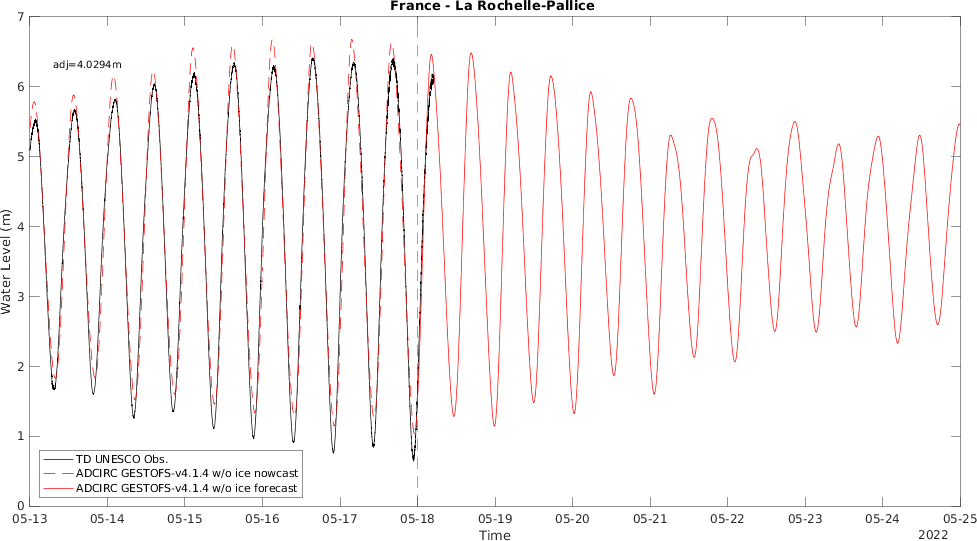 France - La Rochelle-Pallice
adj=4.0294m
Water Level (m)
7
6
5
4
3
2
1
0
TD UNESCO Obs.
ADCIRC GESTOFS-v4.1.4 w/o ice nowcast
ADCIRC GESTOFS-v4.1.4 w/o ice forecast
05-13 05-14 05-15 05-16 05-17 05-18 05-19 05-20 05-21 05-22 05-23 05-24 05-25
Time
2022